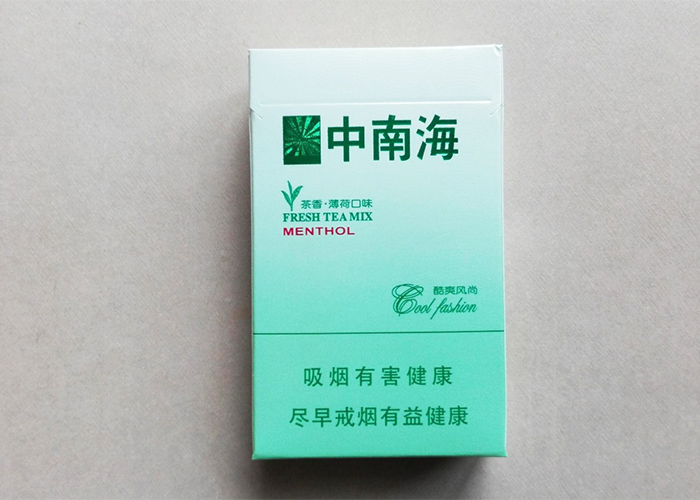 中南海
茶香·薄荷口味
FRESH TEA MIX
MENTHOL
酷爽风尚
Cool fashion
吸烟有害健康
尽早戒烟有益健康